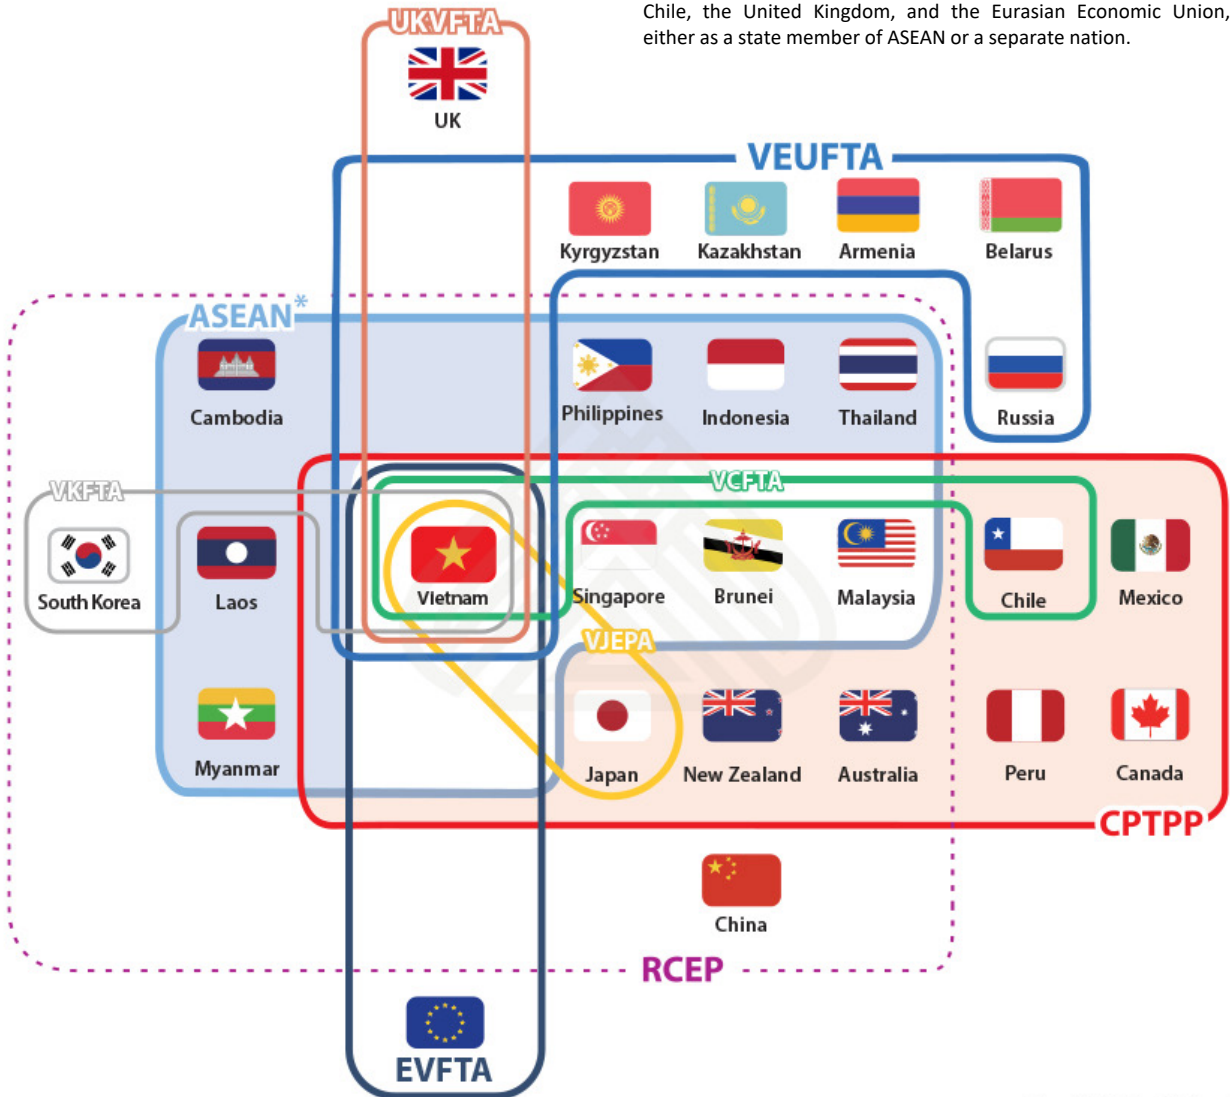 Chile, the United Kingdom, and the Eurasian Economic Union,
either as a state member of ASEAN or a separate nation.
UKVFTA
UK
VEUFTA
Kyrgyzstan
Kazakhstan
Armenia
Belarus
ASEAN*
Cambodia
Philippines
Indonesia
Thailand
Russia
VKFTA
VCFTA
South Korea
Laos
Vietnam
Singapore
Brunei
Malaysia
Chile
Mexico
VJEPA
Myanmar
Japan
New Zealand
Australia
Peru
Canada
CPTPP
China
RCEP
EVFTA